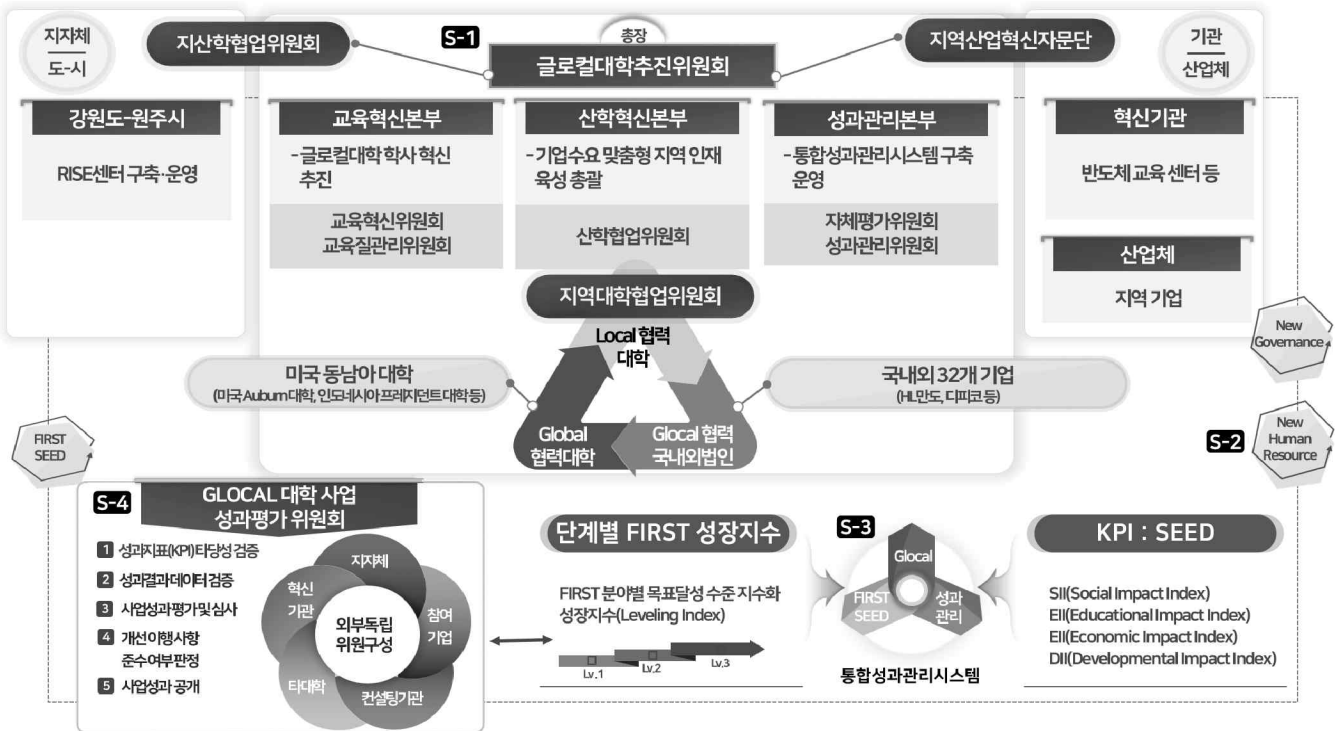 지자체
도-시
지산학협업위원회
S-1
총장
글로컬대학추진위원회
지역산업혁신자문단
기관
산업체
강원도-원주시
RISE센터 구축·운영
교육혁신본부
-글로컬대학 학사 혁신
추진
교육혁신위원회
교육질관리위원회
산학혁신본부
-기업수요 맞춤형 지역 인재
육성 총괄
산학협업위원회
성과관리본부
-통합성과관리시스템 구축
운영
자체평가위원회
성과관리위원회
혁신기관
반도체 교육 센터 등
산업체
지역 기업
지역대학협업위원회
Local 협력
대학
Global
협력대학
Glocal 협력
국내외법인
미국 동남아 대학
(미국 Auburn 대학, 인도네시아 프레지던트 대학 등)
국내외 32개 기업
(HL만도, 디피코 등)
New
Governance
FIRST
SEED
S-2
New
Human
Resource
S-4
GLOCAL 대학 사업
성과평가 위원회
1 성과지표(KPI) 타당성 검증
2 성과결과 데이터 검증
3 사업성과 평가 및 심사
4 개선 이행사항
준수여부 판정
5 사업성과 공개
지자체
혁신
기관
참여
기업
외부독립
위원구성
타대학
컨설팅기관
단계별 FIRST 성장지수
FIRST 분야별 목표달성 수준 지수화
성장지수(Leveling Index)
Lv.1
Lv.2
Lv.3
S-3
Glocal
FIRST
SEED
성과
관리
통합성과관리시스템
KPI : SEED
SII(Social Impact Index)
EII(Educational Impact Index)
EII(Economic Impact Index)
DII(Developmental Impact Index)